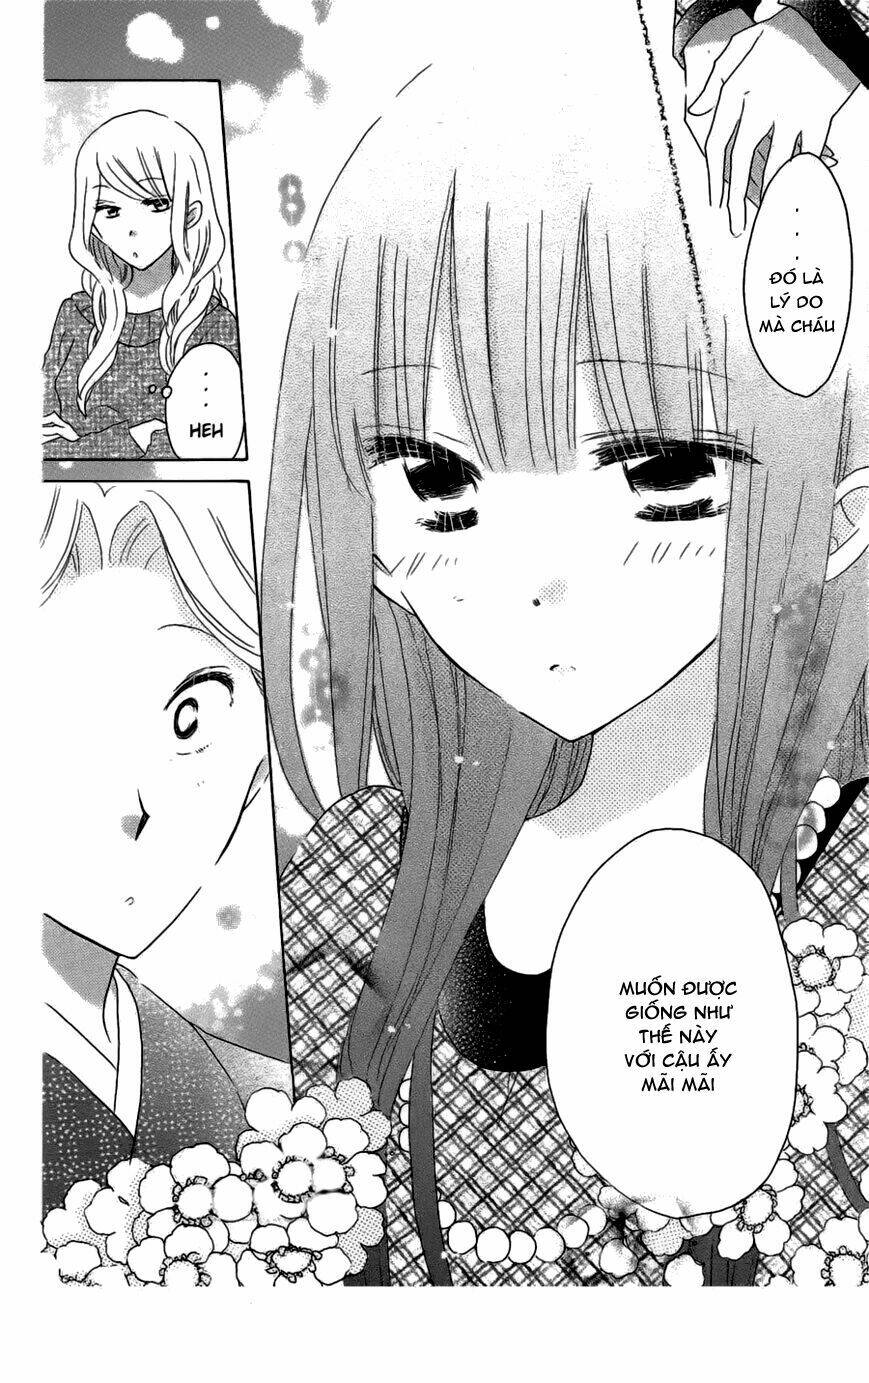 . . .
ĐÓ LÀ
LÝ DO
MÀ CHÁU
MUỐN ĐƯỢC
GIỐNG NHƯ
THẾ NÀY
VỚI CẬU ẤY
MÃI MÃI
. . .
HEH